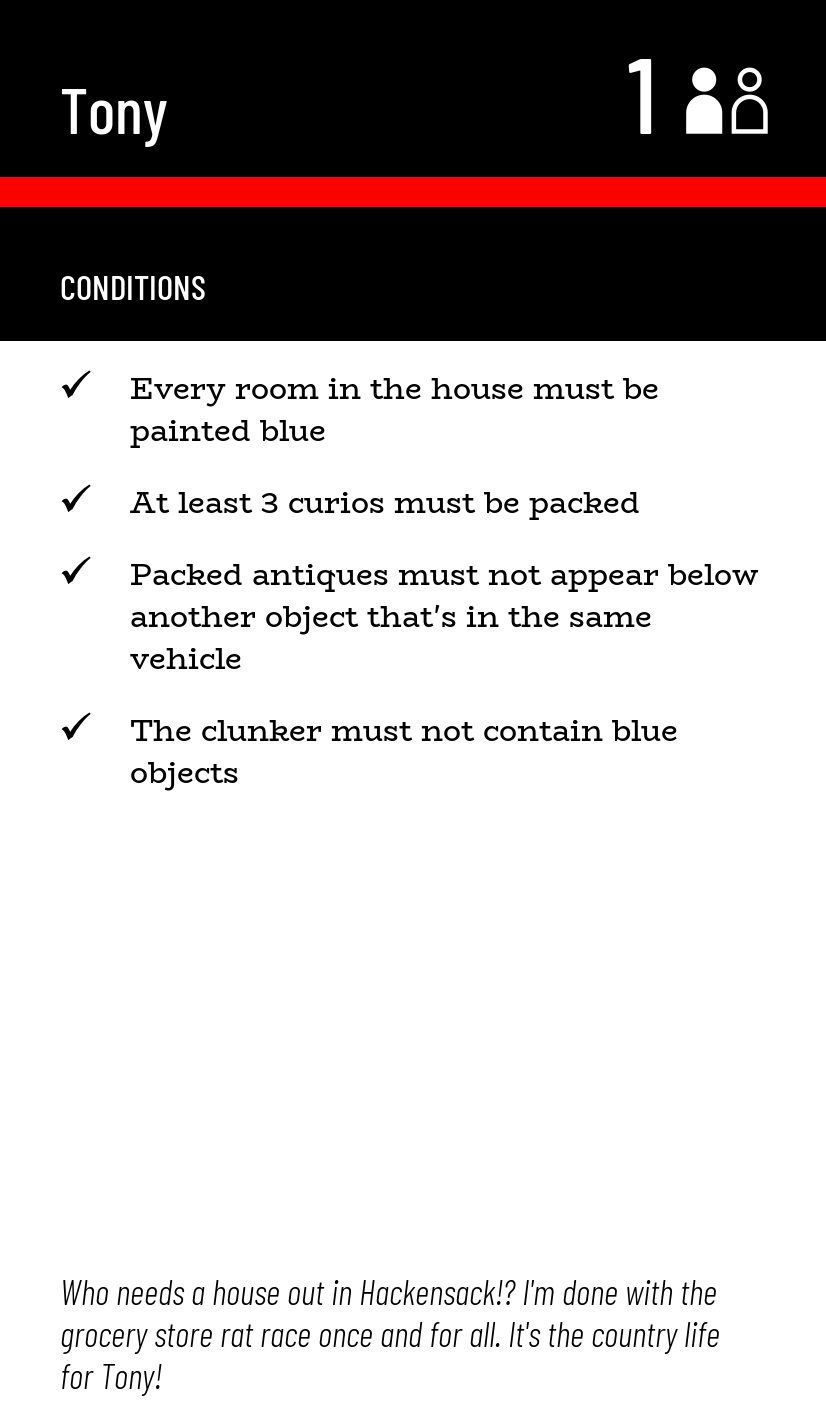 Tony
1
CONDITIONS
Every room in the house must be
painted blue
At least 3 curios must be packed
Packed antiques must not appear below
another object that's in the same
vehicle
The clunker must not contain blue
objects
Who needs a house out in Hackensack!? I'm done with the
grocery store rat race once and for all. It's the country life
for Tony!